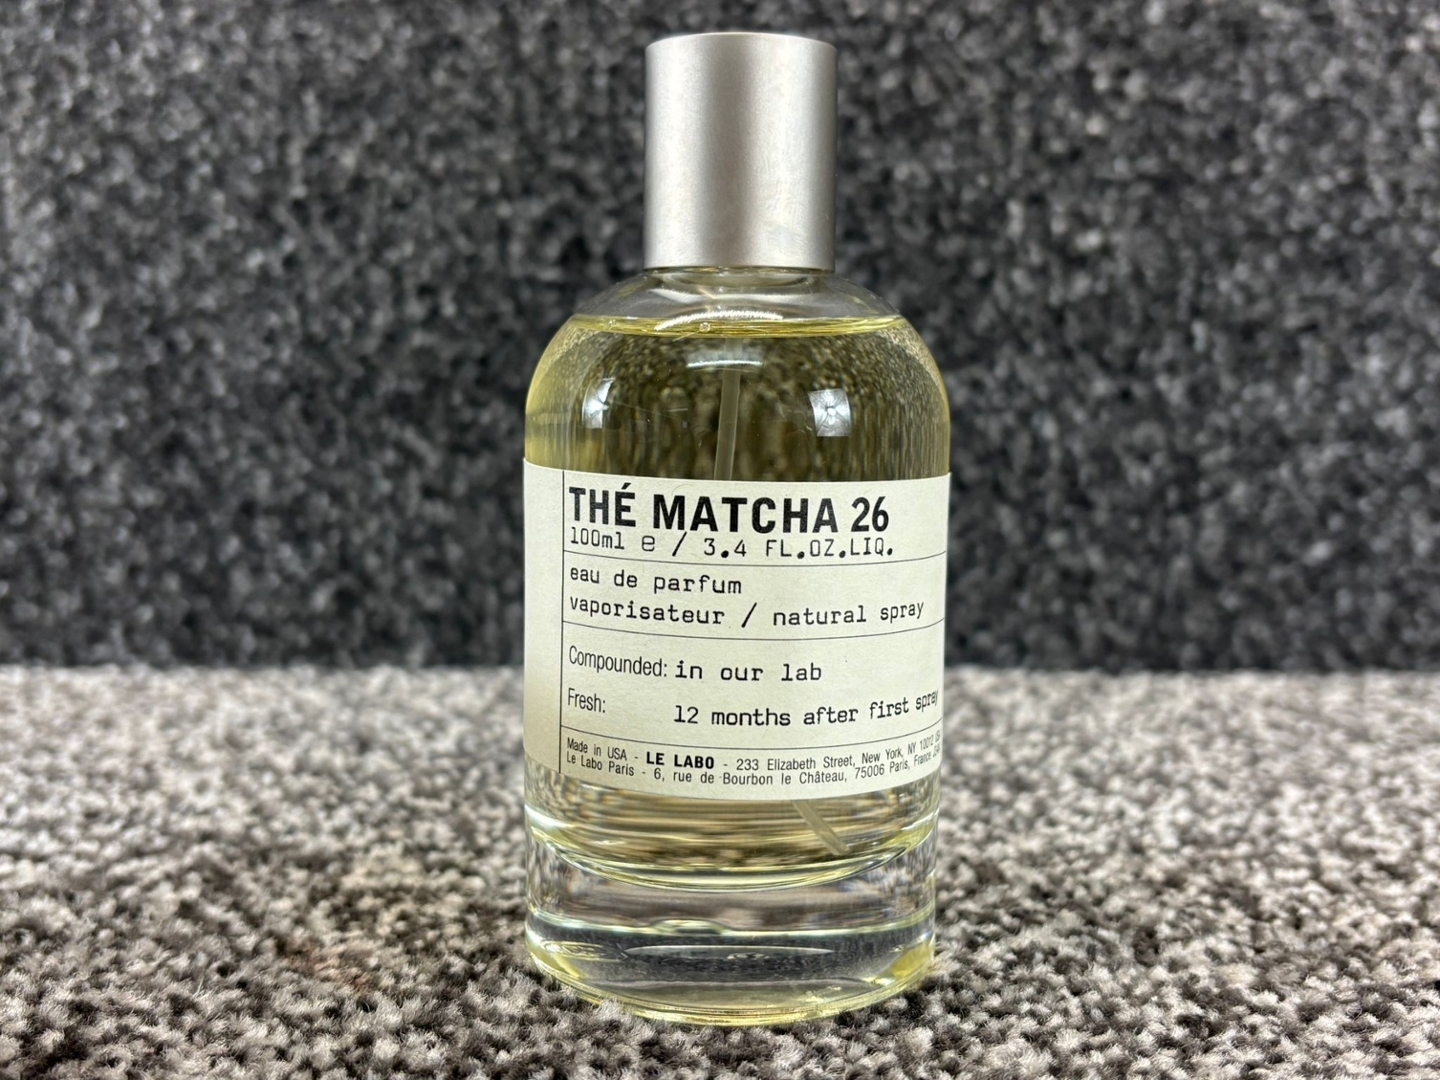 THÉ MATCHA 26
100ml e / 3.4 FL.OZ.LIQ.
eau de parfum
vaporisateur / natural spray
Compounded: in our lab
Fresh: 12 months after first spray
Made in USA - LE LABO - 233 Elizabeth Street, New York, NY 10012 USA
Le Labo Paris - 6, rue de Bourbon le Château, 75006 Paris, France